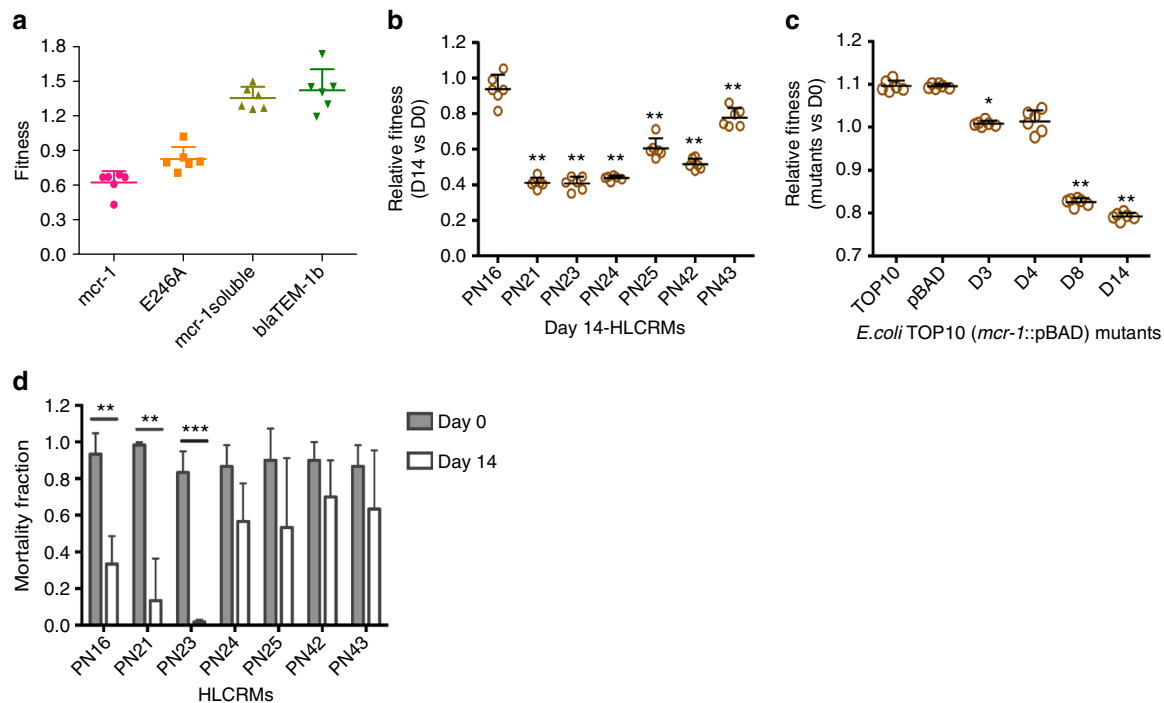 a
Fitness
1.8
1.5
1.2
0.9
0.6
0.3
0.0
mcr-1
E246A
mcr-1soluble
blaTEM-1b
b
Relative fitness
(D14 vs D0)
1.2
1.0
0.8
0.6
0.4
0.2
0.0
**
**
**
**
**
**
PN16
PN21
PN23
PN24
PN25
PN42
PN43
Day 14-HLCRMs
c
Relative fitness
(mutants vs D0)
1.2
1.1
1.0
0.9
0.8
0.7
*
**
**
TOP10
pBAD
D3
D4
D8
D14
E.coli TOP10 (mcr-1::pBAD) mutants
d
Mortality fraction
1.2
1.0
0.8
0.6
0.4
0.2
0.0
**
**
***
PN16
PN21
PN23
PN24
PN25
PN42
PN43
HLCRMs
Day 0
Day 14